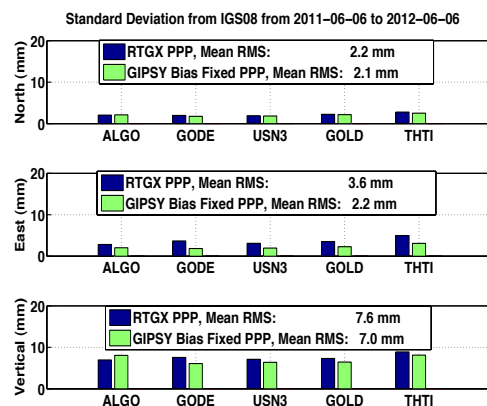 Standard Deviation from IGS08 from 2011−06−06 to 2012−06−06
North (mm)
20
10
0
RTGX PPP, Mean RMS: 2.2 mm
GIPSY Bias Fixed PPP, Mean RMS: 2.1 mm
ALGO GODE USN3 GOLD THTI
East (mm)
20
10
0
RTGX PPP, Mean RMS: 3.6 mm
GIPSY Bias Fixed PPP, Mean RMS: 2.2 mm
ALGO GODE USN3 GOLD THTI
Vertical (mm)
20
10
0
RTGX PPP, Mean RMS: 7.6 mm
GIPSY Bias Fixed PPP, Mean RMS: 7.0 mm
ALGO GODE USN3 GOLD THTI